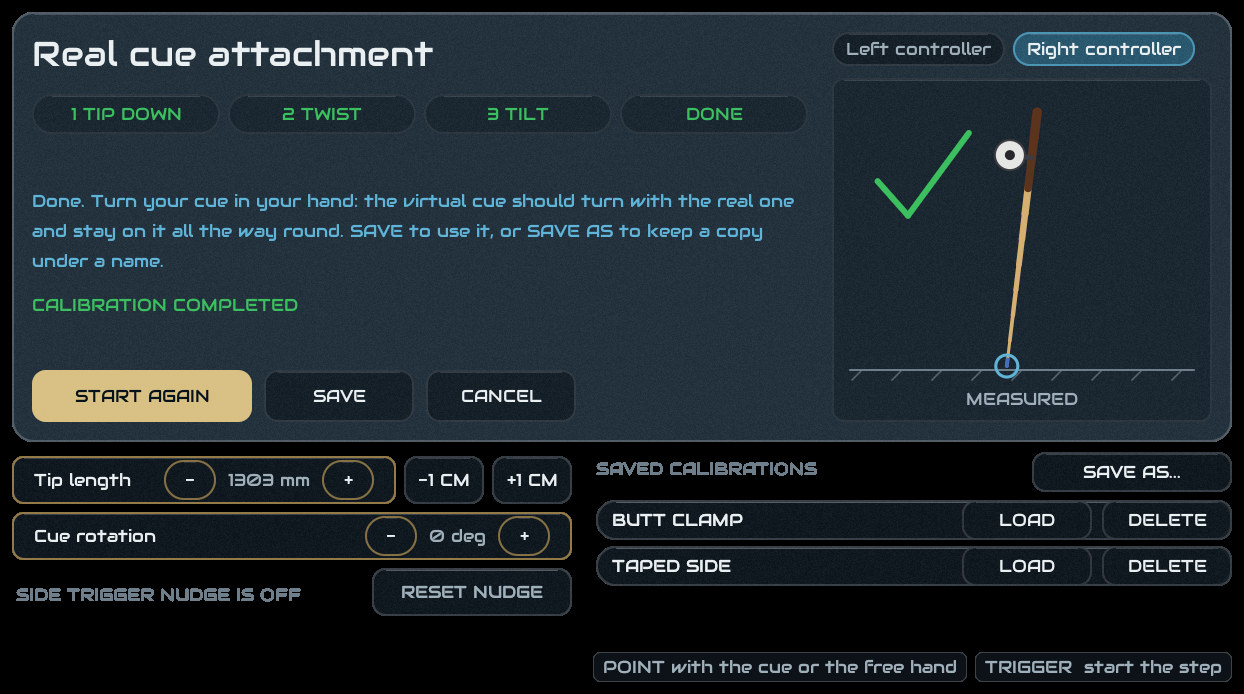 Real cue attachment
Left controller
Right controller
1 TIP DOWN
2 TWIST
3 TILT
DONE
Done. Turn your cue in your hand: the virtual cue should turn with the real one
and stay on it all the way round. SAVE to use it, or SAVE AS to keep a copy
under a name.
CALIBRATION COMPLETED
START AGAIN
SAVE
CANCEL
MEASURED
Tip length
-
1303 mm
+
-1 CM
+1 CM
Cue rotation
-
0 deg
+
SIDE TRIGGER NUDGE IS OFF
RESET NUDGE
SAVED CALIBRATIONS
SAVE AS...
BUTT CLAMP
LOAD
DELETE
TAPED SIDE
LOAD
DELETE
POINT with the cue or the free hand
TRIGGER start the step